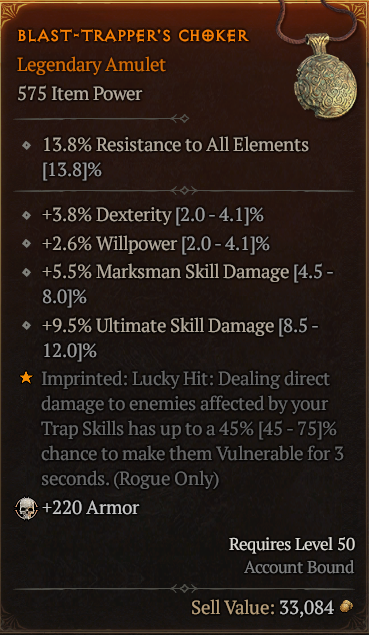 BLAST-TRAPPER'S CHOKER
Legendary Amulet
575 Item Power
13.8% Resistance to All Elements
[13.8]%
+3.8% Dexterity [2.0 - 4.1]%
+2.6% Willpower [2.0 - 4.1]%
+5.5% Marksman Skill Damage [4.5 -
8.0]%
+9.5% Ultimate Skill Damage [8.5 -
12.0]%
Imprinted: Lucky Hit: Dealing direct
damage to enemies affected by your
Trap Skills has up to a 45% [45 - 75]%
chance to make them Vulnerable for 3
seconds. (Rogue Only)
+220 Armor
Requires Level 50
Account Bound
Sell Value: 33,084